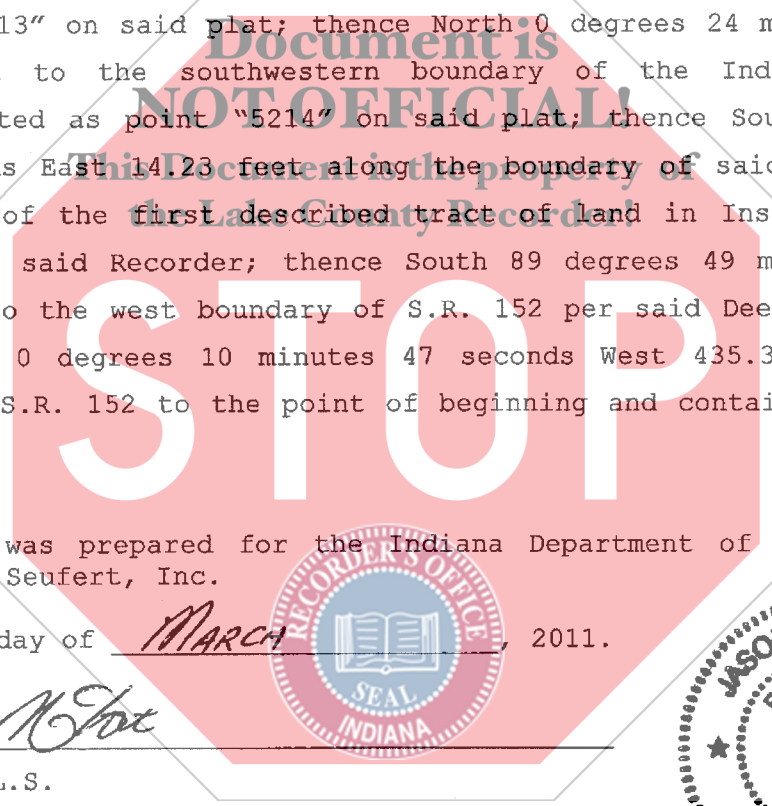 13" on said plat; thence North 0 degrees 24 m
to the southwestern boundary of the Ind
ted as point "5214" on said plat; thence Sou
s East 14.23 feet along the boundary of said
of the first described tract of land in Ins
said Recorder; thence South 89 degrees 49 m
o the west boundary of S.R. 152 per said Dee
0 degrees 10 minutes 47 seconds West 435.3
S.R. 152 to the point of beginning and contai
was prepared for the Indiana Department of
Seufert, Inc.
day of MARCH, 2011.
L.S.
Document is
NOT OFFICIAL!
This Document is the property of
the Lake County Recorder!
STOP
RECORDER'S OFFICE
SEAL
INDIANA
JASO